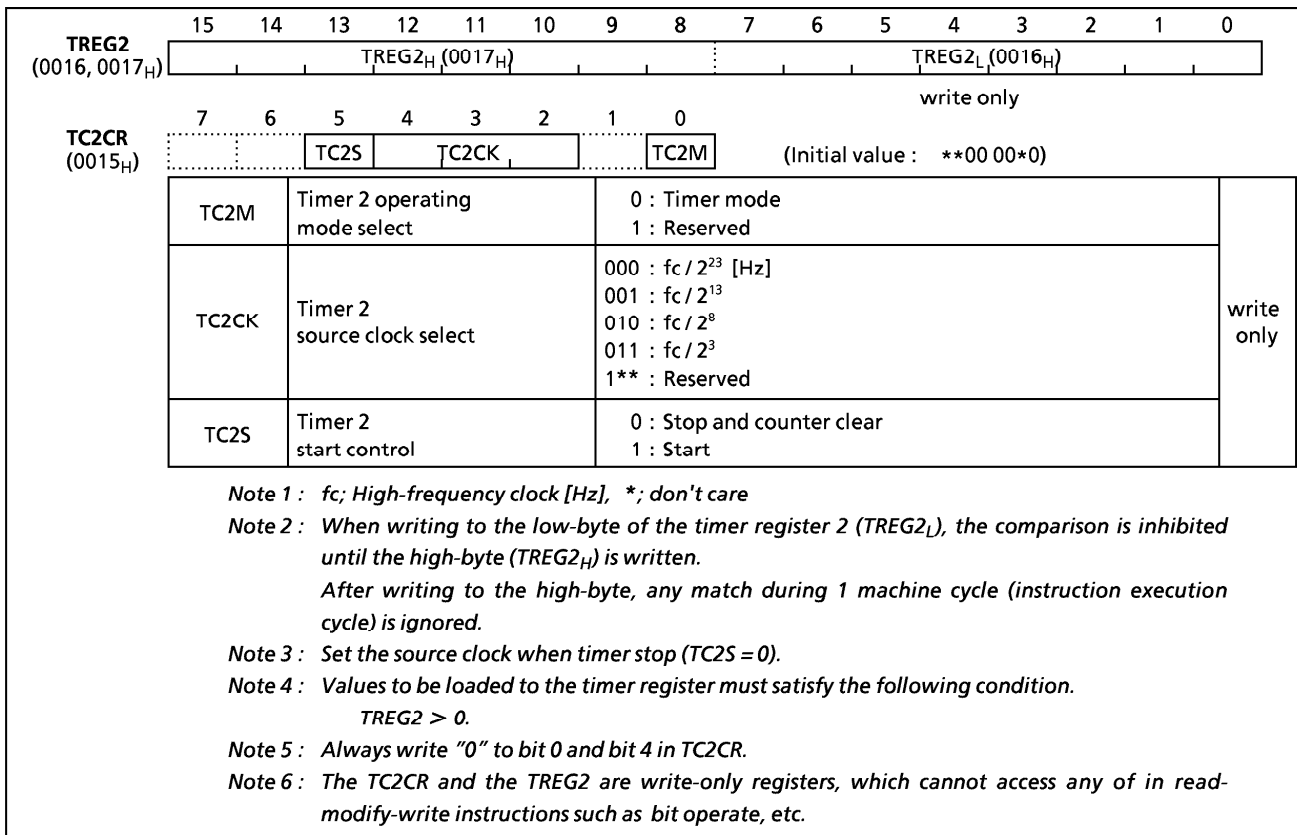 15 14 13 12 11 10 9 8 7 6 5 4 3 2 1 0
TREG2
(0016, 0017H)
TREG2H (0017H) TREG2L (0016H)
write only
7 6 5 4 3 2 1 0
TC2CR
(0015H)
TC2S TC2CK TC2M (Initial value : **00 00*0)
TC2M
Timer 2 operating
mode select
0 : Timer mode
1 : Reserved
TC2CK
Timer 2
source clock select
000 : fc / 2²³ [Hz]
001 : fc / 2¹³
010 : fc / 2⁸
011 : fc / 2³
1** : Reserved
TC2S
Timer 2
start control
0 : Stop and counter clear
1 : Start
write
only
Note 1 : fc; High-frequency clock [Hz], *; don't care
Note 2 : When writing to the low-byte of the timer register 2 (TREG2L), the comparison is inhibited
until the high-byte (TREG2H) is written.
After writing to the high-byte, any match during 1 machine cycle (instruction execution
cycle) is ignored.
Note 3 : Set the source clock when timer stop (TC2S = 0).
Note 4 : Values to be loaded to the timer register must satisfy the following condition.
TREG2 > 0.
Note 5 : Always write "0" to bit 0 and bit 4 in TC2CR.
Note 6 : The TC2CR and the TREG2 are write-only registers, which cannot access any of in read-
modify-write instructions such as bit operate, etc.